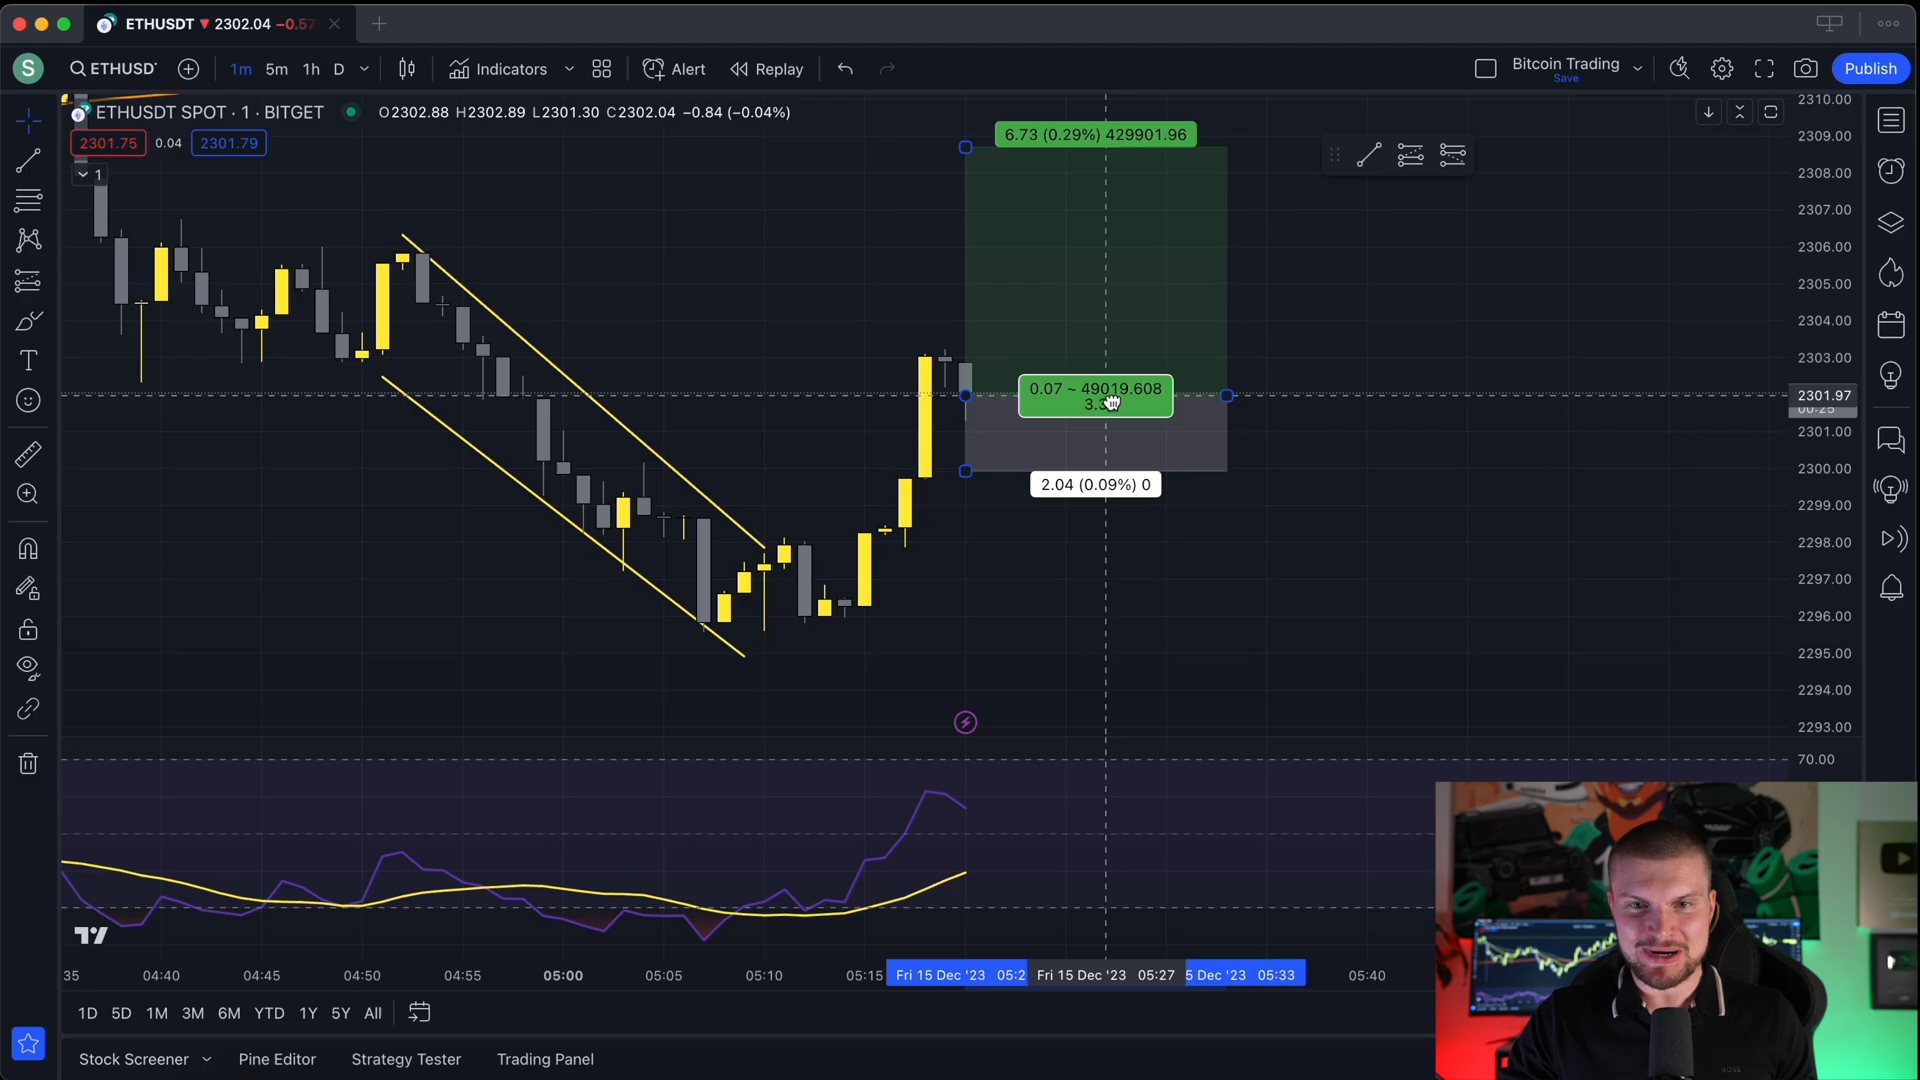 ETHUSDT ▼ 2302.04 −0.57
S
ETHUSD
1m 5m 1h D
Indicators
Alert
Replay
Bitcoin Trading
Save
Publish
ETHUSDT SPOT · 1 · BITGET
O2302.88 H2302.89 L2301.30 C2302.04 −0.84 (−0.04%)
2301.75 0.04 2301.79
1
6.73 (0.29%) 429901.96
0.07 ~ 49019.608
2.04 (0.09%) 0
2310.00
2309.00
2308.00
2307.00
2306.00
2305.00
2304.00
2303.00
2301.97
00:25
2301.00
2300.00
2299.00
2298.00
2297.00
2296.00
2295.00
2294.00
2293.00
70.00
35 04:40 04:45 04:50 04:55 05:00 05:05 05:10 05:15 Fri 15 Dec '23 05:2 Fri 15 Dec '23 05:27 5 Dec '23 05:33 05:40
1D 5D 1M 3M 6M YTD 1Y 5Y All
Stock Screener Pine Editor Strategy Tester Trading Panel